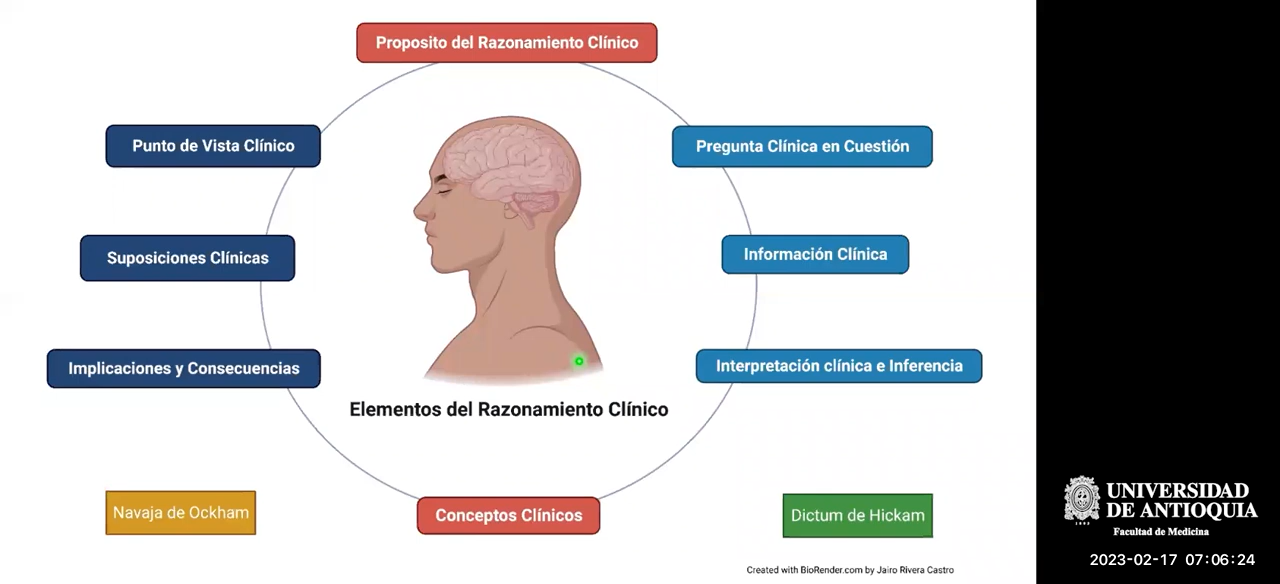 Proposito del Razonamiento Clínico
Punto de Vista Clínico
Pregunta Clínica en Cuestión
Suposiciones Clínicas
Información Clínica
Implicaciones y Consecuencias
Interpretación clínica e Inferencia
Elementos del Razonamiento Clínico
Navaja de Ockham
Conceptos Clínicos
Dictum de Hickam
Created with BioRender.com by Jairo Rivera Castro
UNIVERSIDAD
DE ANTIOQUIA
1803
Facultad de Medicina
2023-02-17 07:06:24